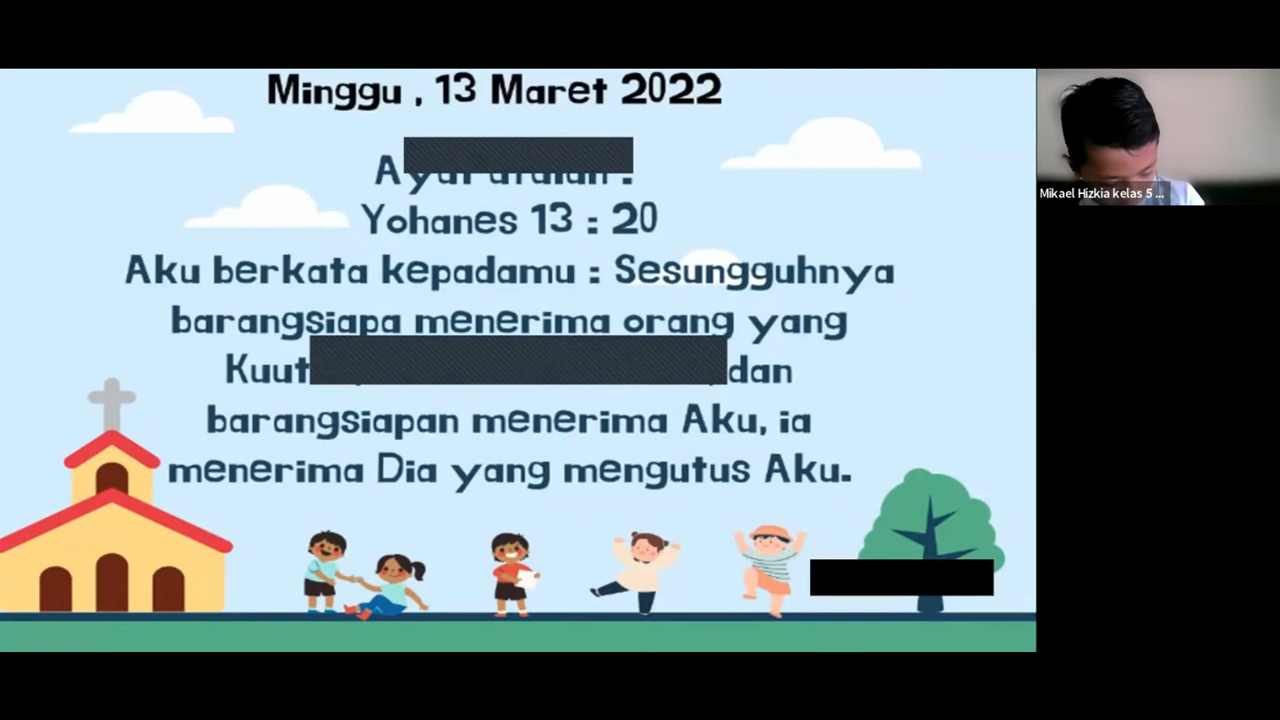 Minggu , 13 Maret 2022
Yohanes 13 : 20
Aku berkata kepadamu : Sesungguhnya
barangsiapa menerima orang yang
dan
barangsiapan menerima Aku, ia
menerima Dia yang mengutus Aku.
Mikael Hizkia kelas 5 ...